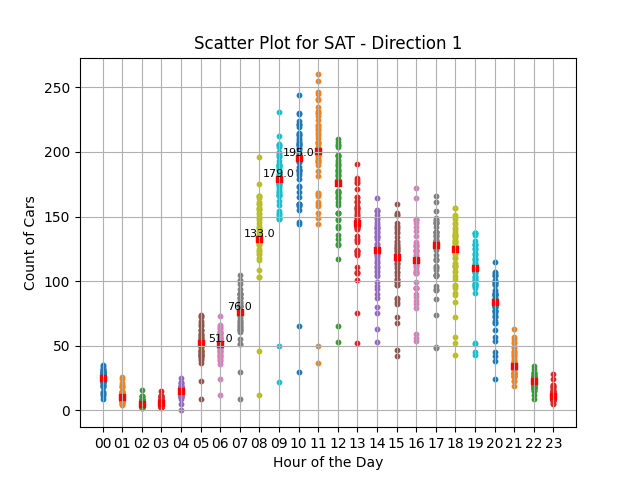 Scatter Plot for SAT - Direction 1
Count of Cars
250
200
150
100
50
0
195.0
179.0
133.0
76.0
51.0
00 01 02 03 04 05 06 07 08 09 10 11 12 13 14 15 16 17 18 19 20 21 22 23
Hour of the Day